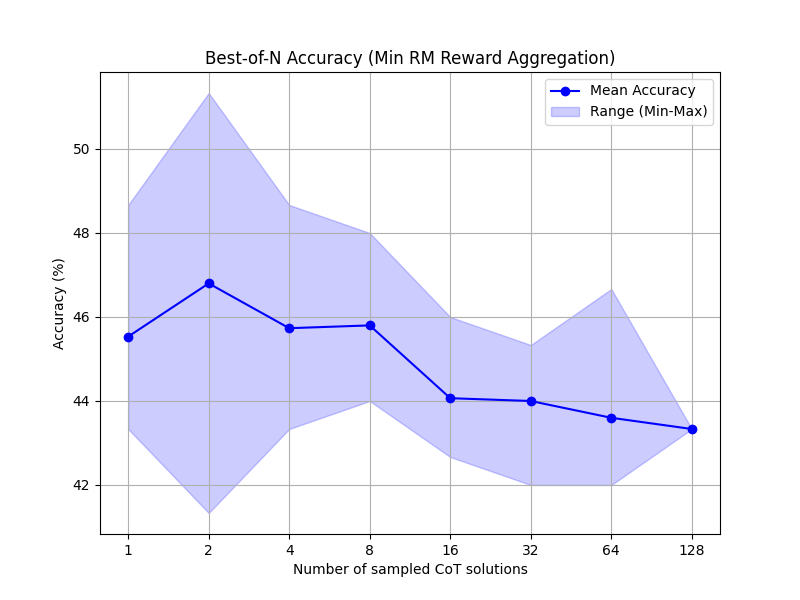 Best-of-N Accuracy (Min RM Reward Aggregation)
Mean Accuracy
Range (Min-Max)
Accuracy (%)
50
48
46
44
42
1 2 4 8 16 32 64 128
Number of sampled CoT solutions